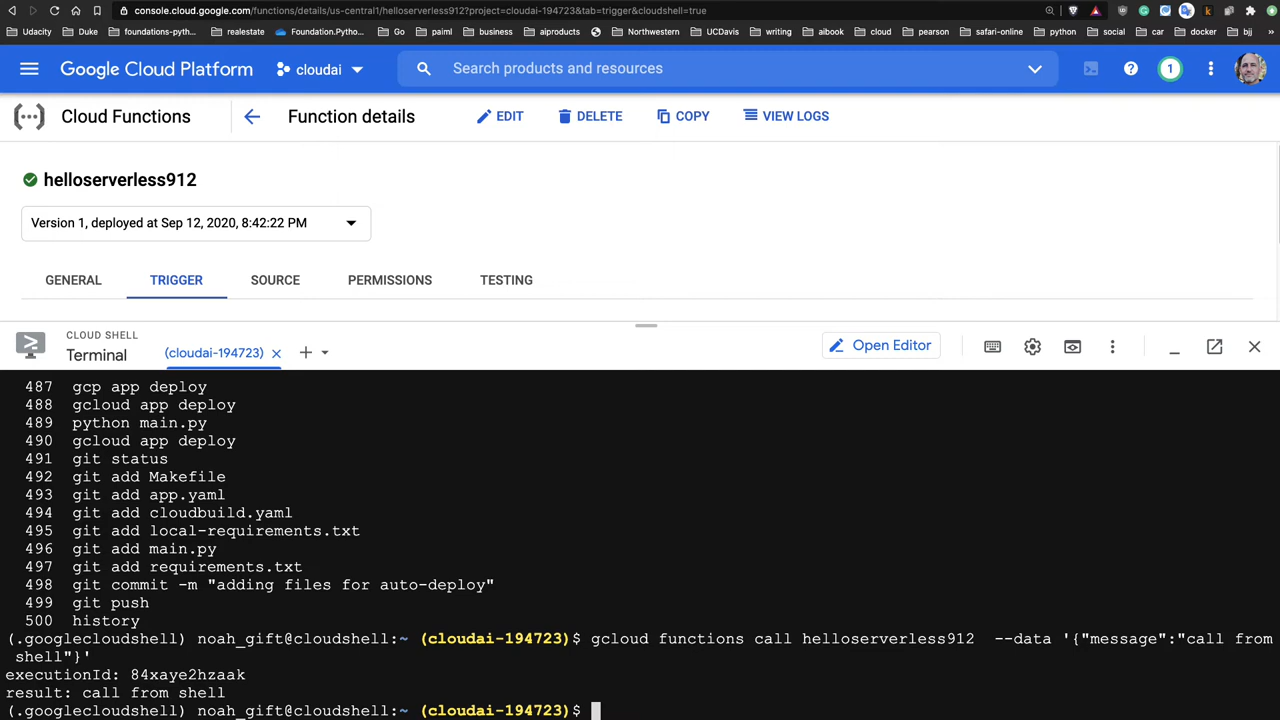 console.cloud.google.com/functions/details/us-central1/helloserverless912?project=cloudai-194723&tab=trigger&cloudshell=true
Udacity Duke foundations-pyth... realestate Foundation.Pytho... Go paiml business aiproducts Northwestern UCDavis writing aibook cloud pearson safari-online python social car docker bjj »
Google Cloud Platform cloudai Search products and resources 1
Cloud Functions Function details EDIT DELETE COPY VIEW LOGS
helloserverless912
Version 1, deployed at Sep 12, 2020, 8:42:22 PM
GENERAL TRIGGER SOURCE PERMISSIONS TESTING
CLOUD SHELL
Terminal (cloudai-194723) Open Editor
487 gcp app deploy
488 gcloud app deploy
489 python main.py
490 gcloud app deploy
491 git status
492 git add Makefile
493 git add app.yaml
494 git add cloudbuild.yaml
495 git add local-requirements.txt
496 git add main.py
497 git add requirements.txt
498 git commit -m "adding files for auto-deploy"
499 git push
500 history
(.googlecloudshell) noah_gift@cloudshell:~ (cloudai-194723)$ gcloud functions call helloserverless912 --data '{"message":"call from
shell"}'
executionId: 84xaye2hzaak
result: call from shell
(.googlecloudshell) noah_gift@cloudshell:~ (cloudai-194723)$